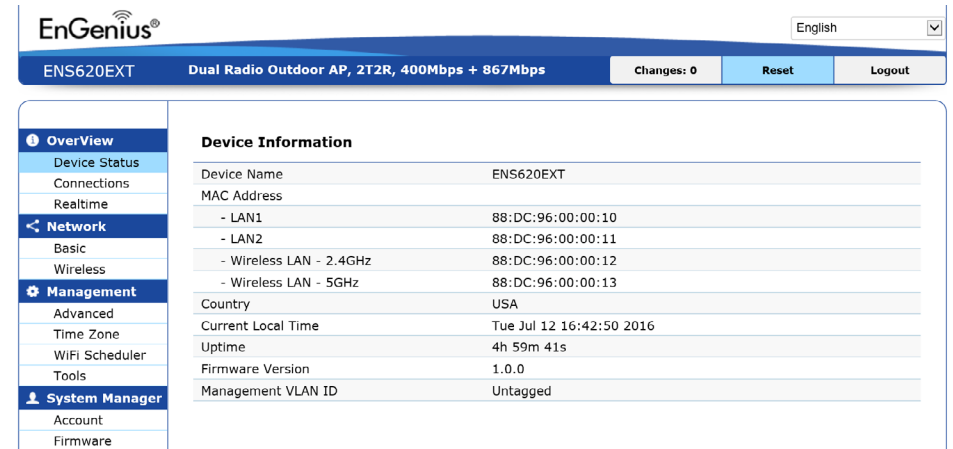 EnGenius®
English
ENS620EXT
Dual Radio Outdoor AP, 2T2R, 400Mbps + 867Mbps
Changes: 0
Reset
Logout
OverView
Device Status
Connections
Realtime
Network
Basic
Wireless
Management
Advanced
Time Zone
WiFi Scheduler
Tools
System Manager
Account
Firmware
Device Information
Device Name ENS620EXT
MAC Address
- LAN1 88:DC:96:00:00:10
- LAN2 88:DC:96:00:00:11
- Wireless LAN - 2.4GHz 88:DC:96:00:00:12
- Wireless LAN - 5GHz 88:DC:96:00:00:13
Country USA
Current Local Time Tue Jul 12 16:42:50 2016
Uptime 4h 59m 41s
Firmware Version 1.0.0
Management VLAN ID Untagged